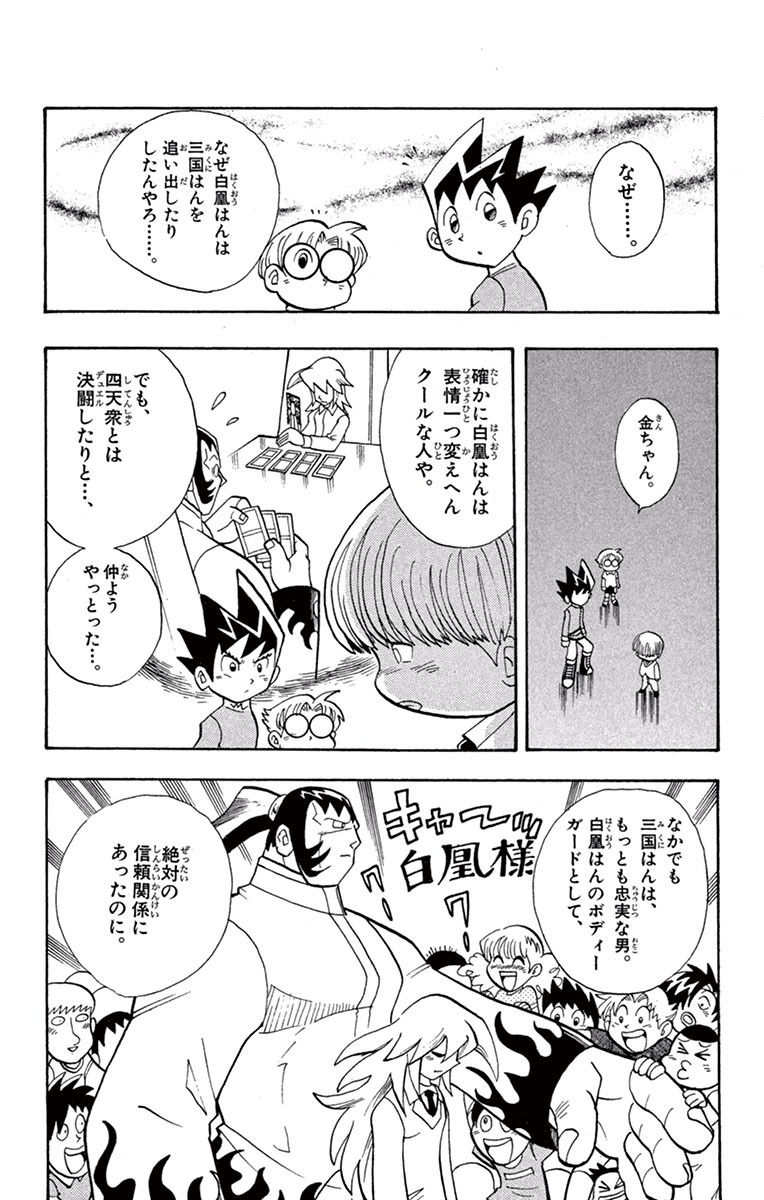 なぜ……。
なぜ白凰はんは
三国はんを
追い出したり
したんやろ……。
金ちゃん。
確かに白凰はんは
表情一つ変えへん
クールな人や。
でも、
四天衆とは
決闘したりと…、
仲よう
やっとった…。
なかでも
三国はんは、
もっとも忠実な男。
白凰はんのボディー
ガードとして、
キャーッ
白凰様
絶対の
信頼関係に
あったのに。